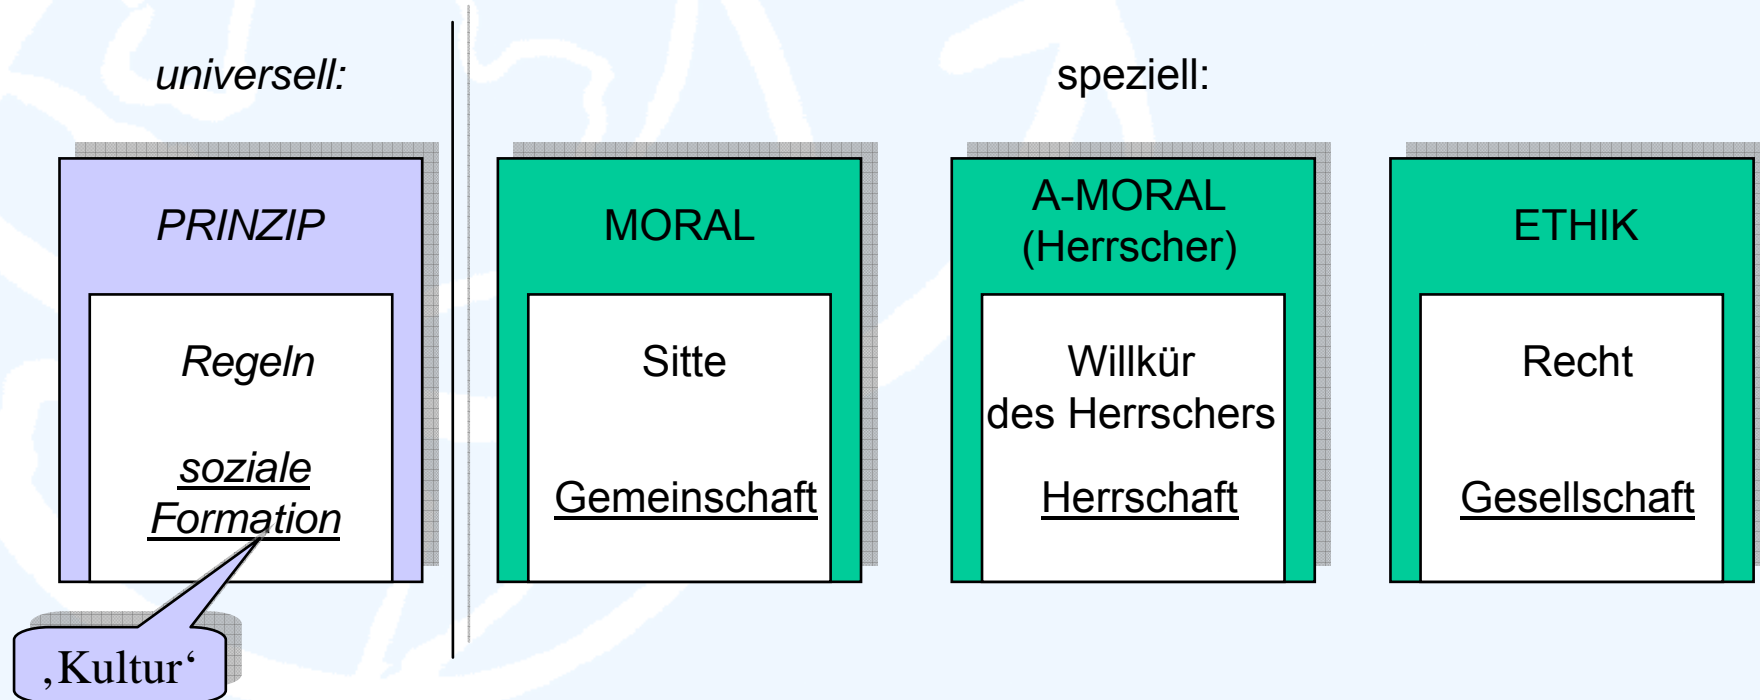 universell:
speziell:
PRINZIP
Regeln
soziale
Formation
‚Kultur‘
MORAL
Sitte
Gemeinschaft
A-MORAL
(Herrscher)
Willkür
des Herrschers
Herrschaft
ETHIK
Recht
Gesellschaft